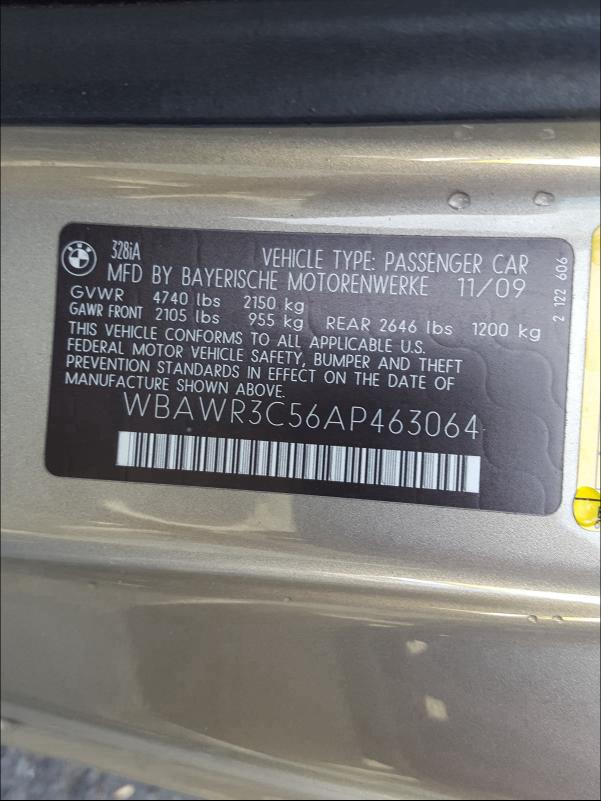 328iA
VEHICLE TYPE: PASSENGER CAR
MFD BY BAYERISCHE MOTORENWERKE 11/09
GVWR 4740 lbs 2150 kg
GAWR FRONT 2105 lbs 955 kg REAR 2646 lbs 1200 kg
THIS VEHICLE CONFORMS TO ALL APPLICABLE U.S.
FEDERAL MOTOR VEHICLE SAFETY, BUMPER AND THEFT
PREVENTION STANDARDS IN EFFECT ON THE DATE OF
MANUFACTURE SHOWN ABOVE.
WBAWR3C56AP463064
2 122 606